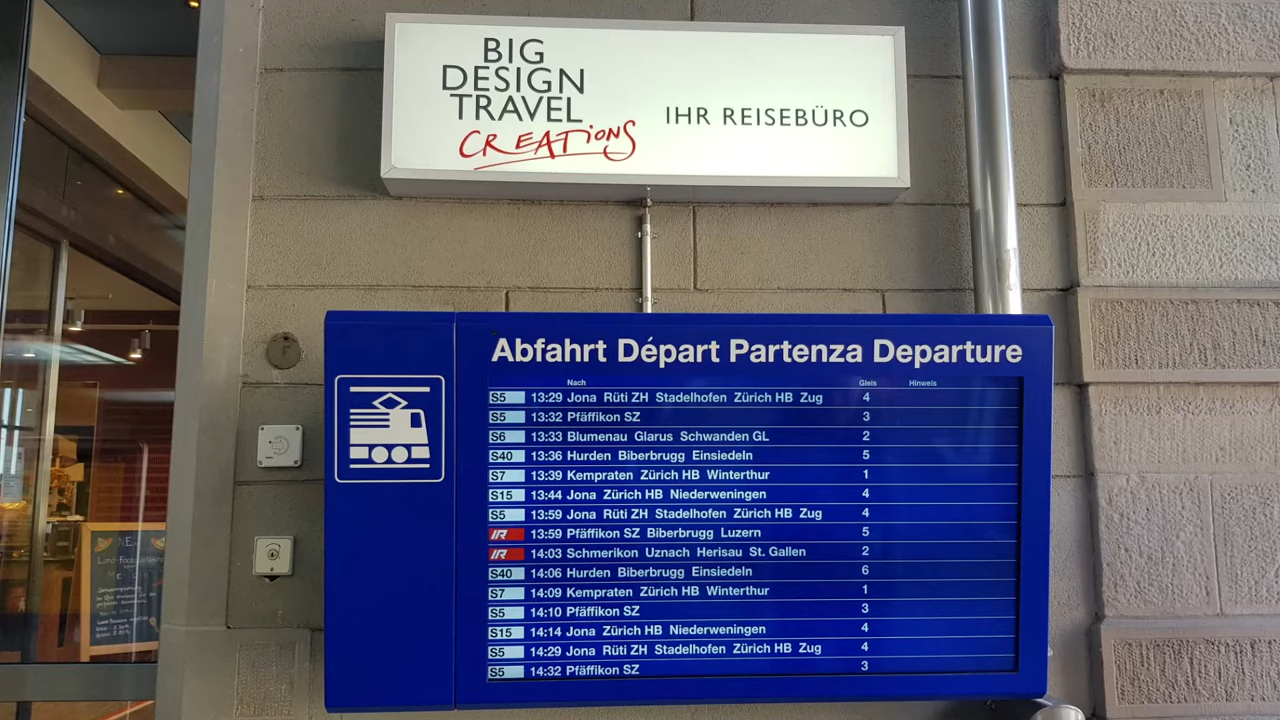 BIG
DESIGN
TRAVEL
CREATIONS
IHR REISEBÜRO
Abfahrt Départ Partenza Departure
Nach Gleis Hinweis
S5 13:29 Jona Rüti ZH Stadelhofen Zürich HB Zug 4
S5 13:32 Pfäffikon SZ 3
S6 13:33 Blumenau Glarus Schwanden GL 2
S40 13:36 Hurden Biberbrugg Einsiedeln 5
S7 13:39 Kempraten Zürich HB Winterthur 1
S15 13:44 Jona Zürich HB Niederweningen 4
S5 13:59 Jona Rüti ZH Stadelhofen Zürich HB Zug 4
IR 13:59 Pfäffikon SZ Biberbrugg Luzern 5
IR 14:03 Schmerikon Uznach Herisau St. Gallen 2
S40 14:06 Hurden Biberbrugg Einsiedeln 6
S7 14:09 Kempraten Zürich HB Winterthur 1
S5 14:10 Pfäffikon SZ 3
S15 14:14 Jona Zürich HB Niederweningen 4
S5 14:29 Jona Rüti ZH Stadelhofen Zürich HB Zug 4
S5 14:32 Pfäffikon SZ 3
F